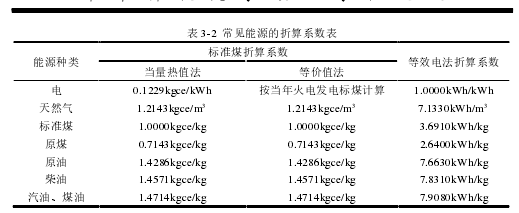 表 3-2 常见能源的折算系数表
能源种类 标准煤折算系数 等效电法折算系数
当量热值法 等价值法
电 0.1229kgce/kWh 按当年火电发电标煤计算 1.0000kWh/kWh
天然气 1.2143kgce/m³ 1.2143kgce/m³ 7.1330kWh/m³
标准煤 1.0000kgce/kg 1.0000kgce/kg 3.6910kWh/kg
原煤 0.7143kgce/kg 0.7143kgce/kg 2.6400kWh/kg
原油 1.4286kgce/kg 1.4286kgce/kg 7.6630kWh/kg
柴油 1.4571kgce/kg 1.4571kgce/kg 7.8310kWh/kg
汽油、煤油 1.4714kgce/kg 1.4714kgce/kg 7.9080kWh/kg